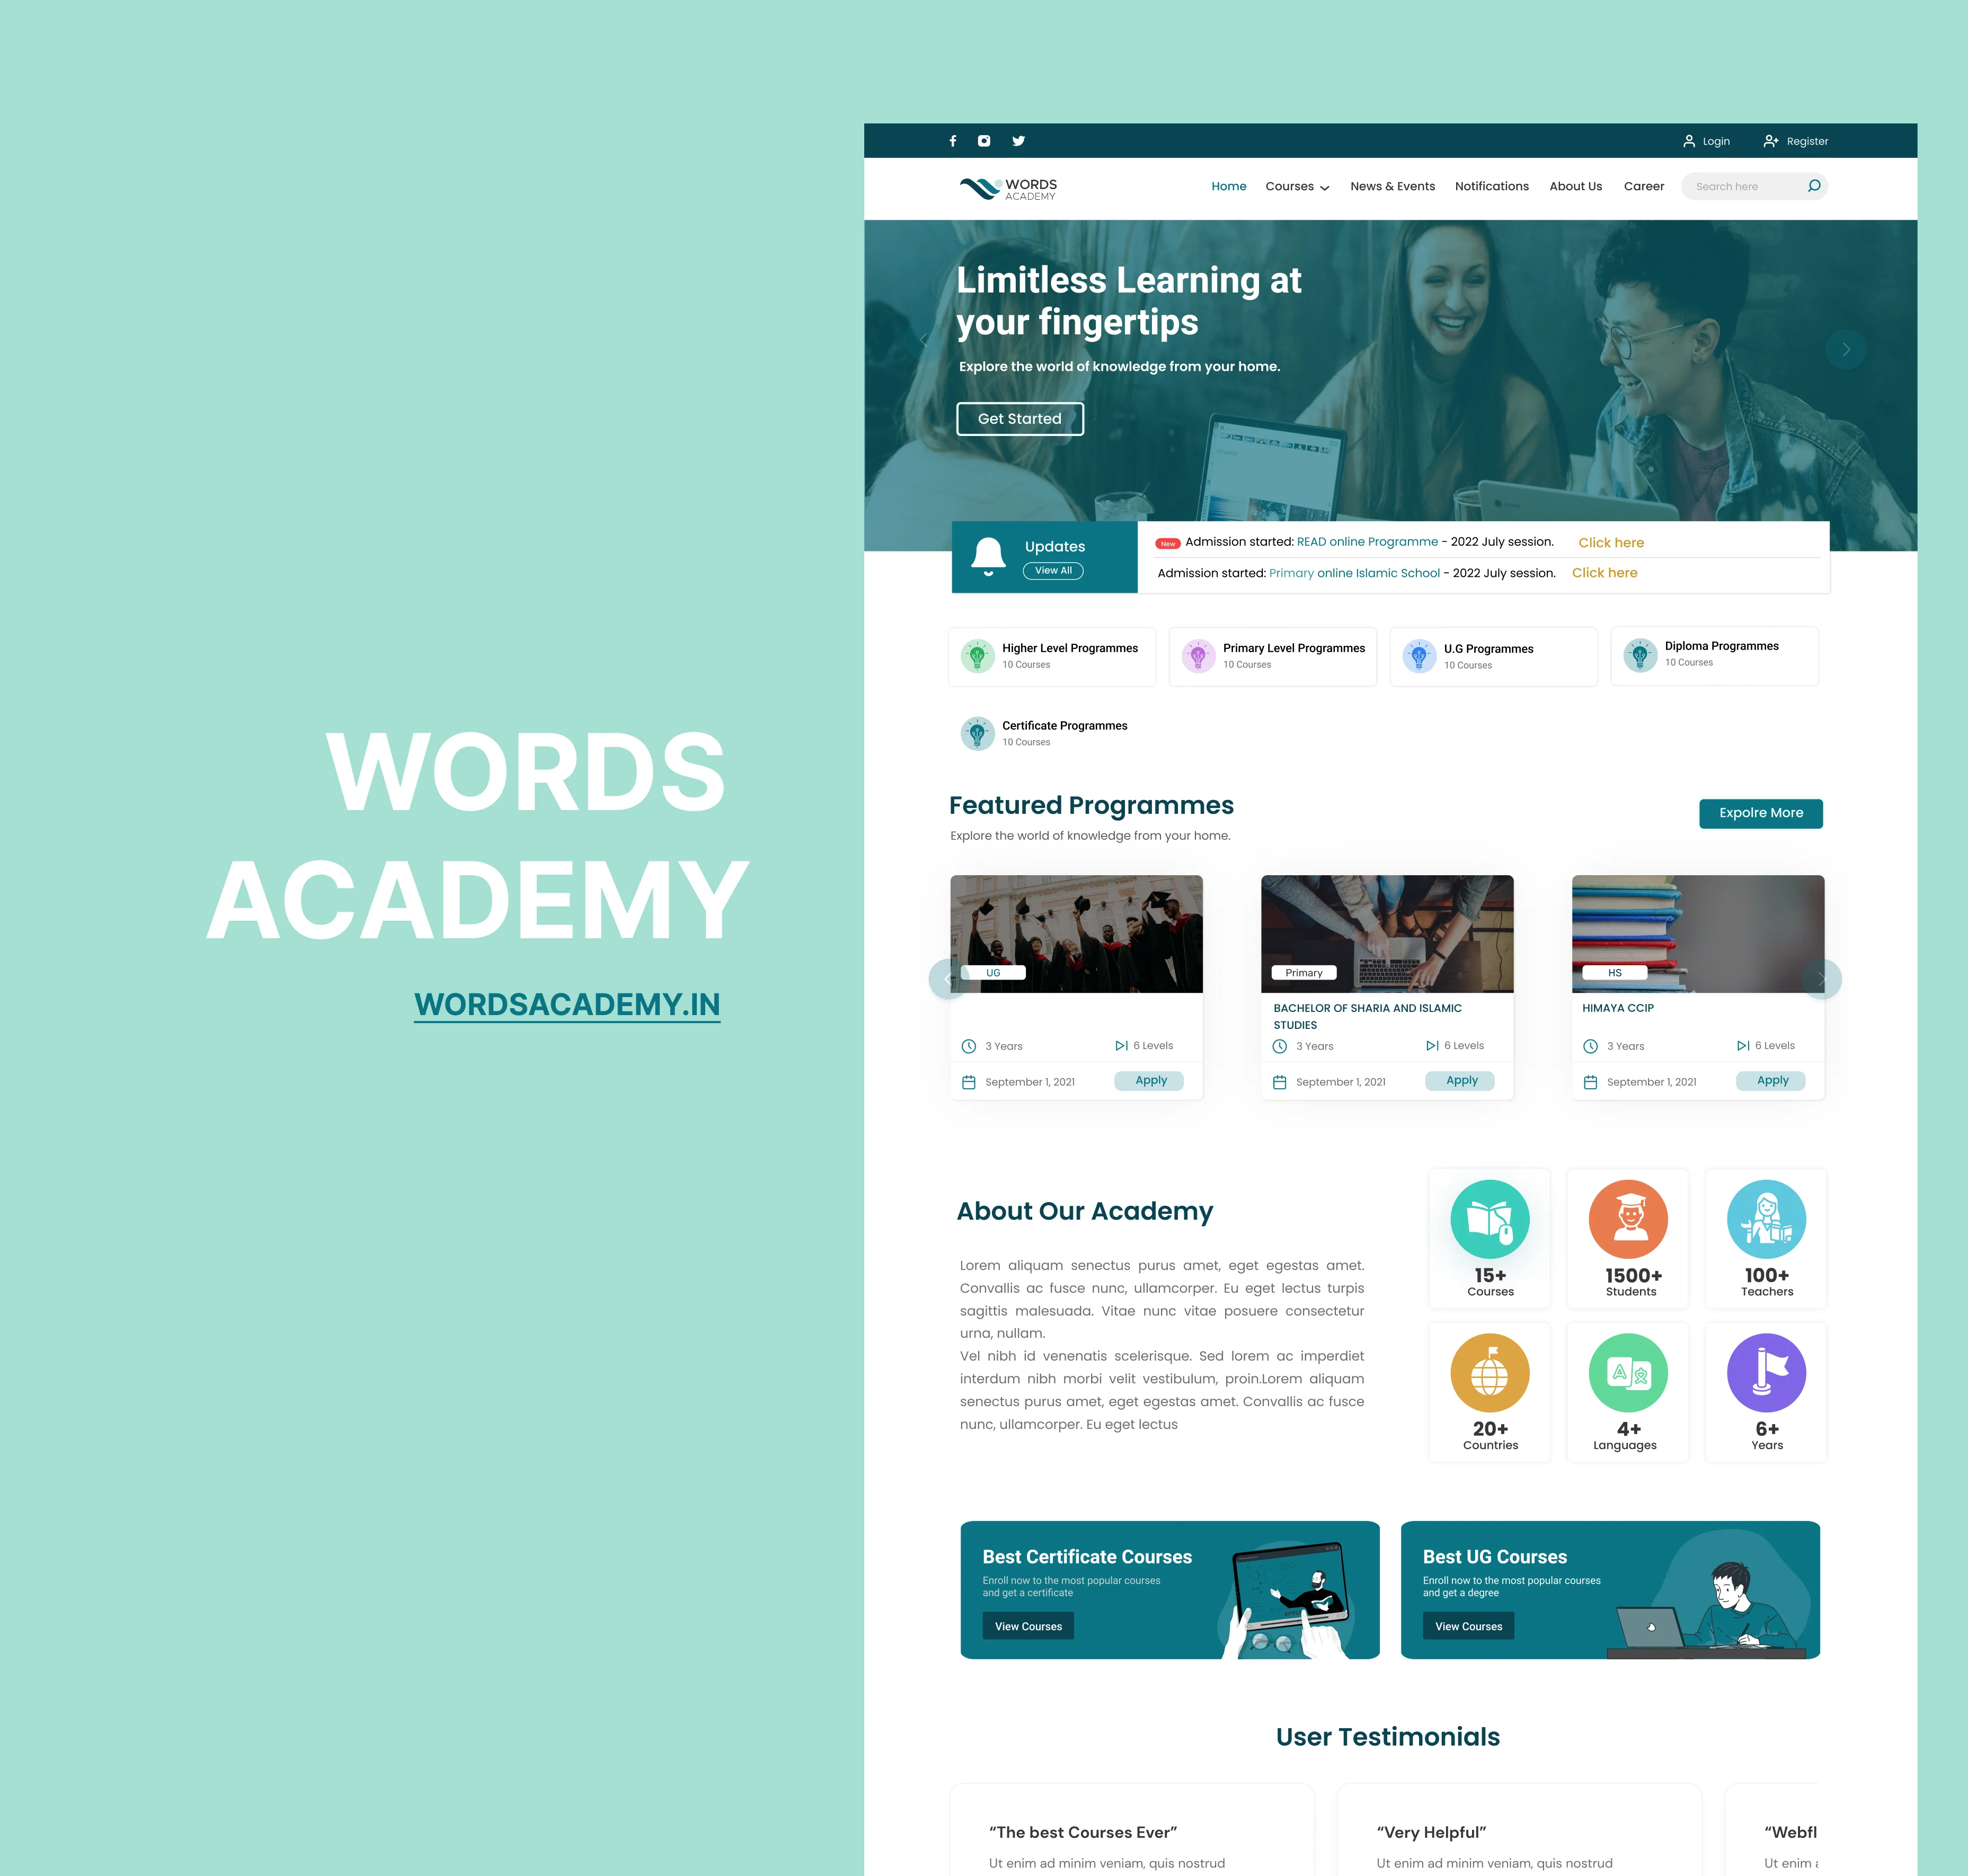 WORDS
ACADEMY
WORDSACADEMY.IN
Login
Register
WORDS
ACADEMY
Home
Courses
News & Events
Notifications
About Us
Career
Search here
Limitless Learning at
your fingertips
Explore the world of knowledge from your home.
Get Started
Updates
View All
New Admission started: READ online Programme - 2022 July session. Click here
Admission started: Primary online Islamic School - 2022 July session. Click here
Higher Level Programmes
10 Courses
Primary Level Programmes
10 Courses
U.G Programmes
10 Courses
Diploma Programmes
10 Courses
Certificate Programmes
10 Courses
Featured Programmes
Explore the world of knowledge from your home.
Expolre More
UG
3 Years
6 Levels
September 1, 2021
Apply
Primary
BACHELOR OF SHARIA AND ISLAMIC
STUDIES
3 Years
6 Levels
September 1, 2021
Apply
HS
HIMAYA CCIP
3 Years
6 Levels
September 1, 2021
Apply
About Our Academy
Lorem aliquam senectus purus amet, eget egestas amet.
Convallis ac fusce nunc, ullamcorper. Eu eget lectus turpis
sagittis malesuada. Vitae nunc vitae posuere consectetur
urna, nullam.
Vel nibh id venenatis scelerisque. Sed lorem ac imperdiet
interdum nibh morbi velit vestibulum, proin.Lorem aliquam
senectus purus amet, eget egestas amet. Convallis ac fusce
nunc, ullamcorper. Eu eget lectus
15+
Courses
1500+
Students
100+
Teachers
20+
Countries
4+
Languages
6+
Years
Best Certificate Courses
Enroll now to the most popular courses
and get a certificate
View Courses
Best UG Courses
Enroll now to the most popular courses
and get a degree
View Courses
User Testimonials
“The best Courses Ever”
Ut enim ad minim veniam, quis nostrud
“Very Helpful”
Ut enim ad minim veniam, quis nostrud
“Webfl
Ut enim